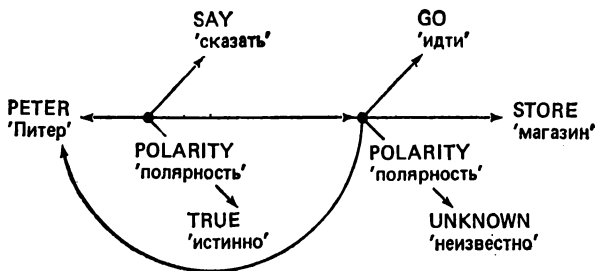 SAY
'сказать'
GO
'идти'
PETER
'Питер'
STORE
'магазин'
POLARITY
'полярность'
POLARITY
'полярность'
TRUE
'истинно'
UNKNOWN
'неизвестно'